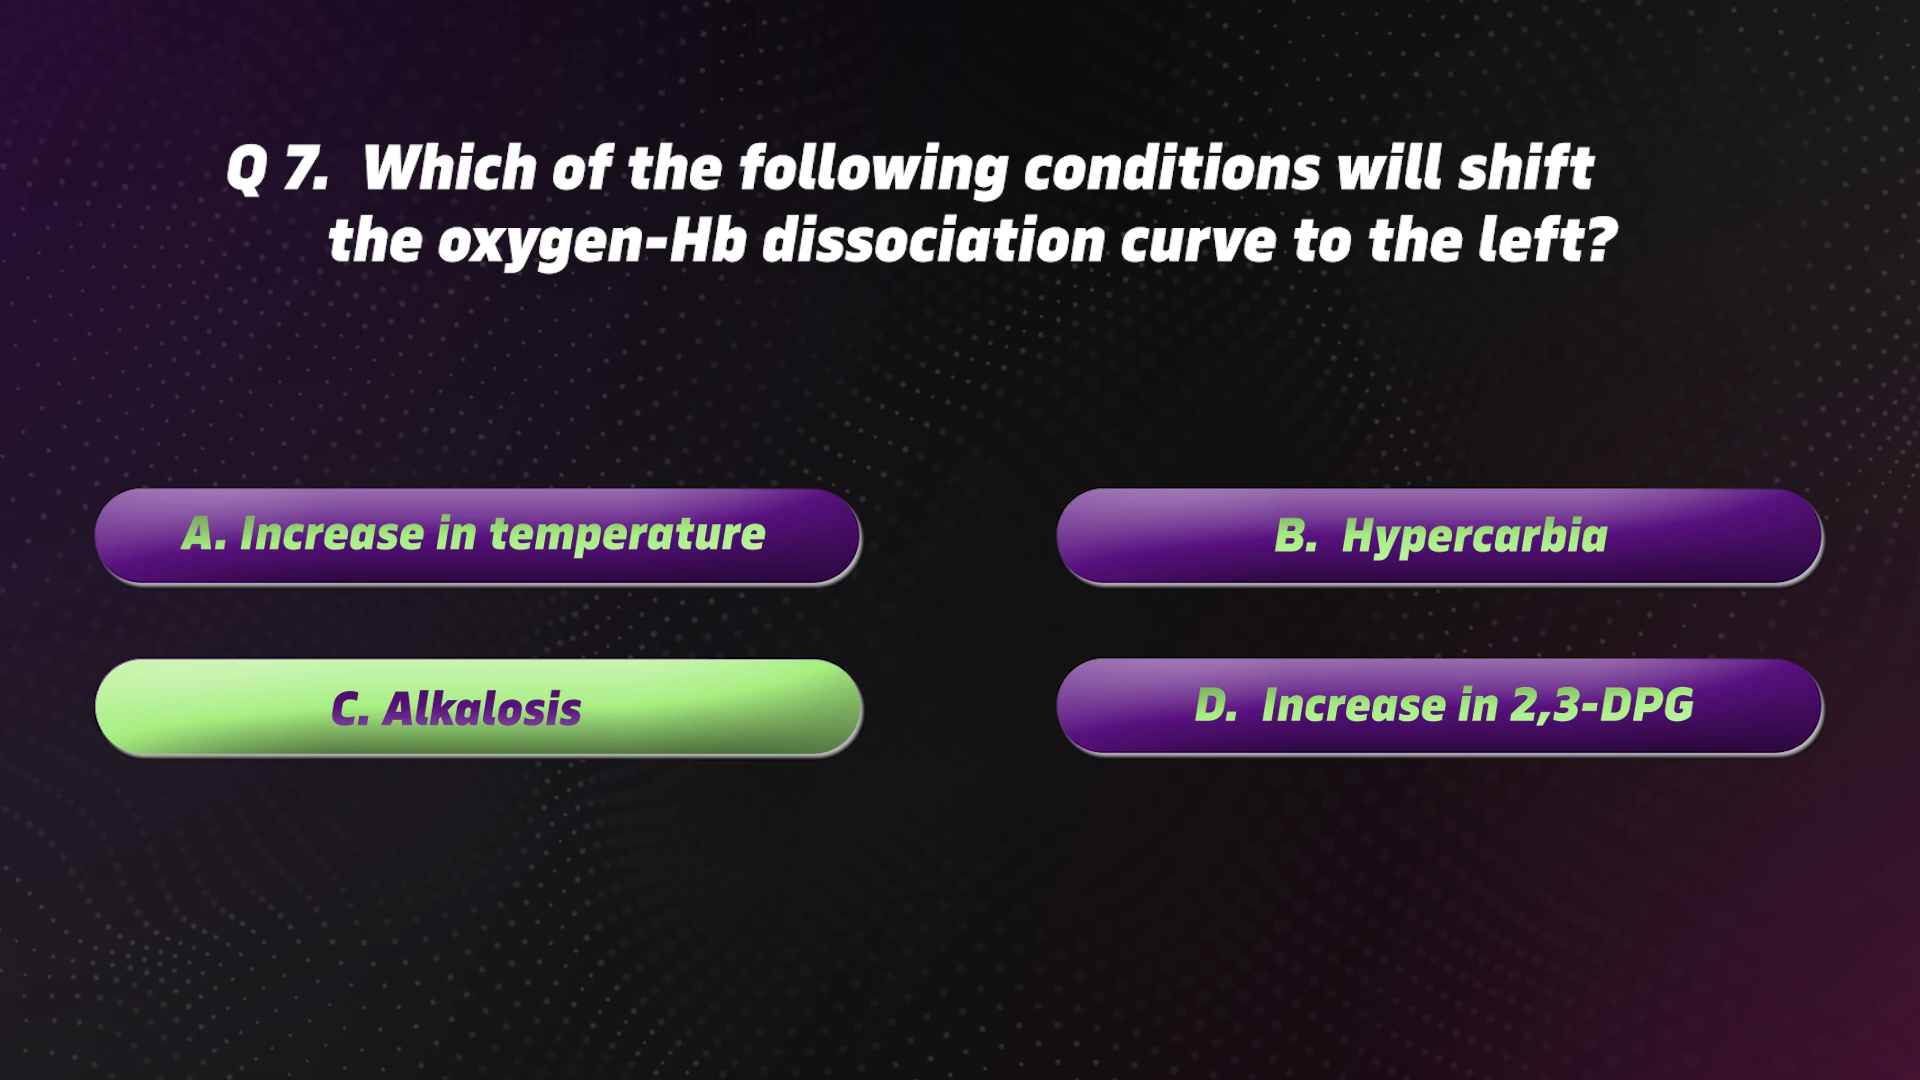 Q 7. Which of the following conditions will shift
the oxygen-Hb dissociation curve to the left?
A. Increase in temperature
B. Hypercarbia
C. Alkalosis
D. Increase in 2,3-DPG